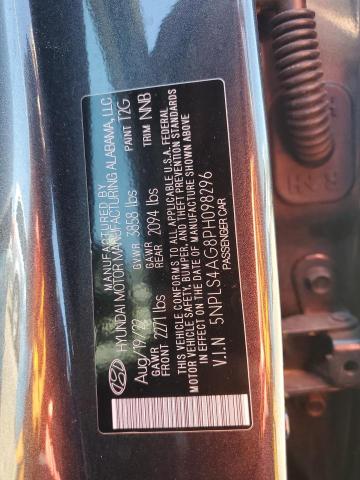 MANUFACTURED BY
HYUNDAI MOTOR MANUFACTURING ALABAMA, LLC
Aug/19/22 GVWR 3858 lbs PAINT T2G
GAWR FRONT 2271 lbs GAWR REAR 2094 lbs TRIM NNB
THIS VEHICLE CONFORMS TO ALL APPLICABLE U.S.A. FEDERAL
MOTOR VEHICLE SAFETY, BUMPER, AND THEFT PREVENTION STANDARDS
IN EFFECT ON THE DATE OF MANUFACTURE SHOWN ABOVE.
V.I.N 5NPLS4AG8PH098296
PASSENGER CAR